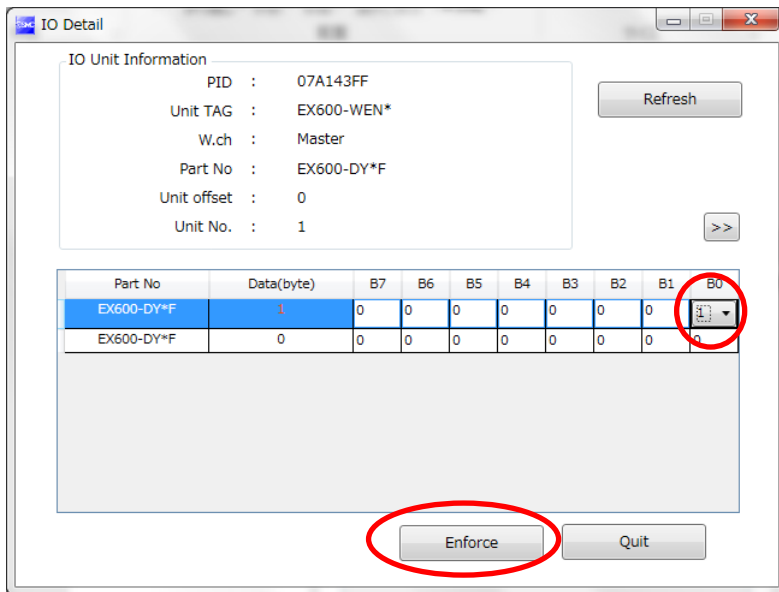 IO Detail
IO Unit Information
PID : 07A143FF
Unit TAG : EX600-WEN*
W.ch : Master
Part No : EX600-DY*F
Unit offset : 0
Unit No. : 1
Refresh
>>
Part No Data(byte) B7 B6 B5 B4 B3 B2 B1 B0
EX600-DY*F 1 0 0 0 0 0 0 0 1
EX600-DY*F 0 0 0 0 0 0 0 0 0
Enforce Quit